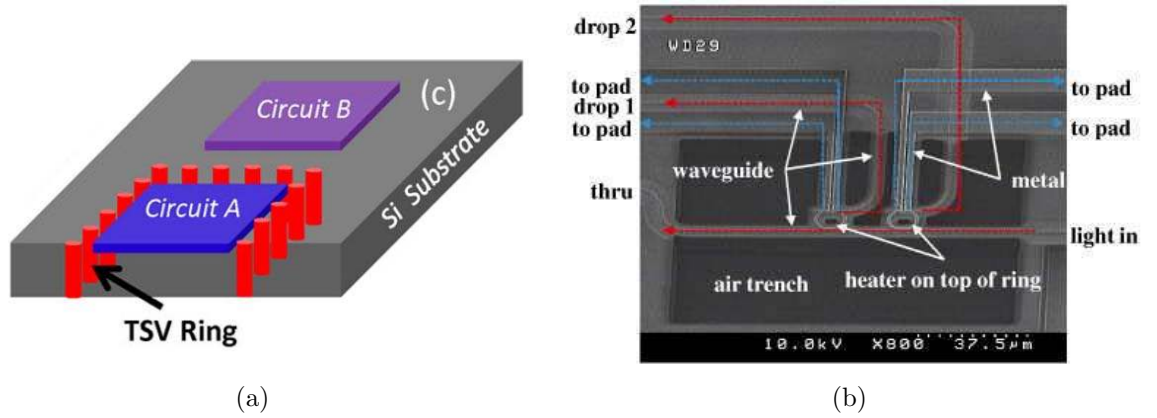 Circuit B
(c)
Circuit A
Si Substrate
TSV Ring
(a)
drop 2
WD29
to pad
drop 1
to pad
to pad
to pad
waveguide
metal
thru
light in
air trench
heater on top of ring
10.0kV X800 37.5μm
(b)